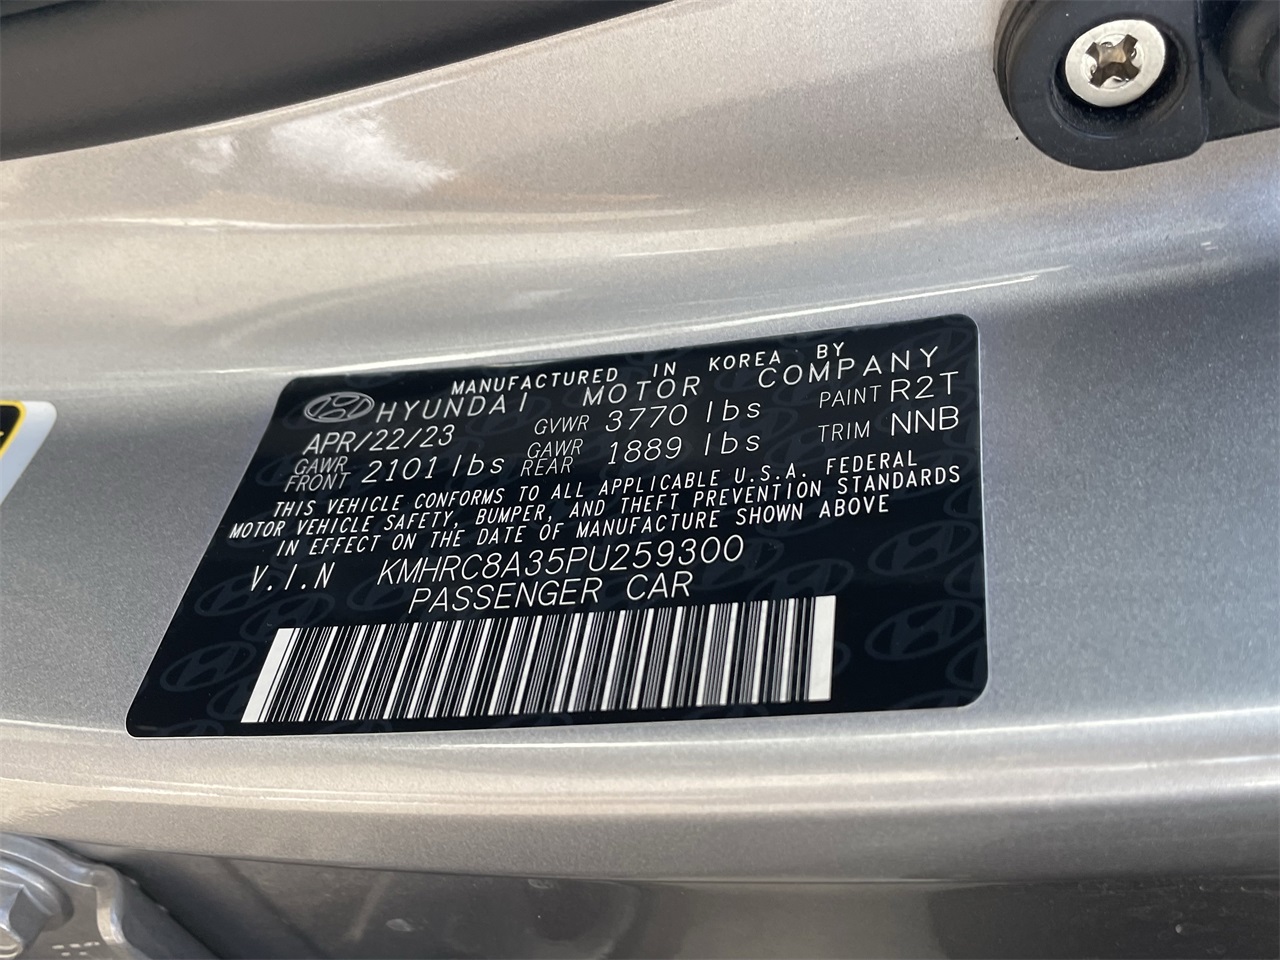 MANUFACTURED IN KOREA BY
HYUNDAI MOTOR COMPANY
APR/22/23 GVWR 3770 lbs PAINT R2T
GAWR FRONT 2101 lbs GAWR REAR 1889 lbs TRIM NNB
THIS VEHICLE CONFORMS TO ALL APPLICABLE U.S.A. FEDERAL
MOTOR VEHICLE SAFETY, BUMPER, AND THEFT PREVENTION STANDARDS
IN EFFECT ON THE DATE OF MANUFACTURE SHOWN ABOVE
V.I.N KMHRC8A35PU259300
PASSENGER CAR